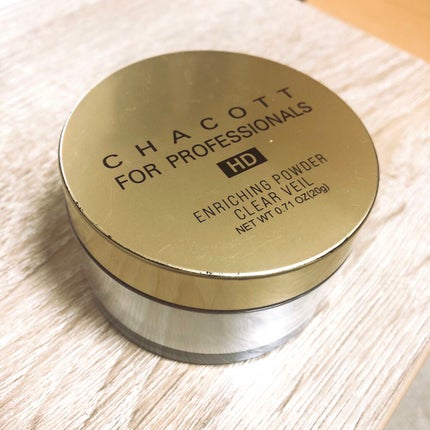 CHACOTT
FOR PROFESSIONALS
HD
ENRICHING POWDER
CLEAR VEIL
NET WT 0.71 OZ(20g)